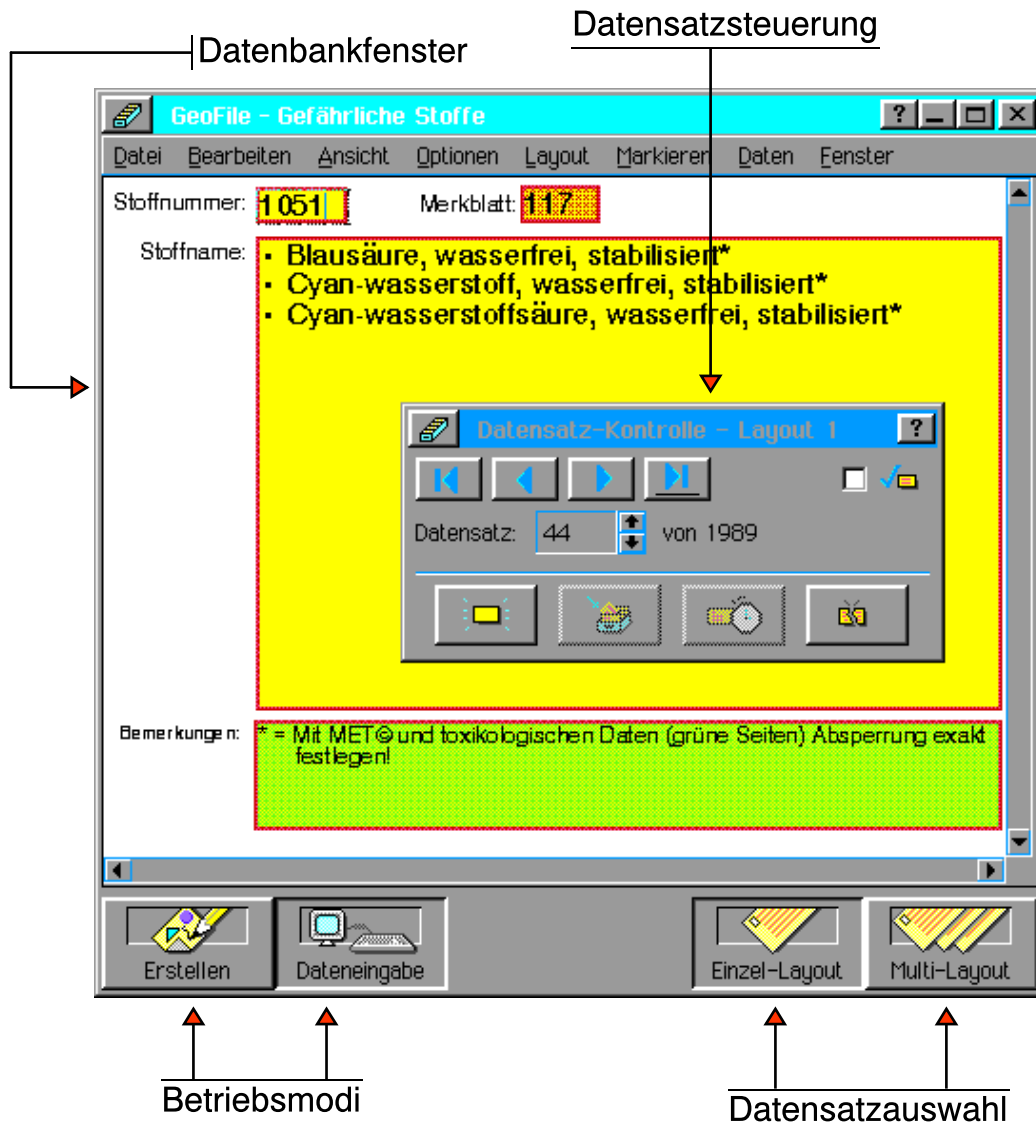 Datensatzsteuerung
Datenbankfenster
GeoFile - Gefährliche Stoffe ?
Datei Bearbeiten Ansicht Optionen Layout Markieren Daten Fenster
Stoffnummer: 1051 Merkblatt: 117
Stoffname: • Blausäure, wasserfrei, stabilisiert*
• Cyan-wasserstoff, wasserfrei, stabilisiert*
• Cyan-wasserstoffsäure, wasserfrei, stabilisiert*
Datensatz-Kontrolle - Layout 1 ?
Datensatz: 44 von 1989
Bemerkungen: * = Mit MET© und toxikologischen Daten (grüne Seiten) Absperrung exakt
festlegen!
Erstellen Dateneingabe Einzel-Layout Multi-Layout
Betriebsmodi
Datensatzauswahl